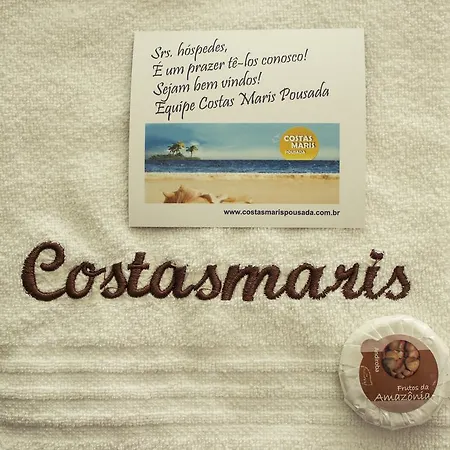 Srs. hóspedes,
É um prazer tê-los conosco!
Sejam bem vindos!
Equipe Costas Maris Pousada
COSTAS
MARIS
POUSADA
www.costasmarispousada.com.br
Costasmaris
Frutos da
Amazônia